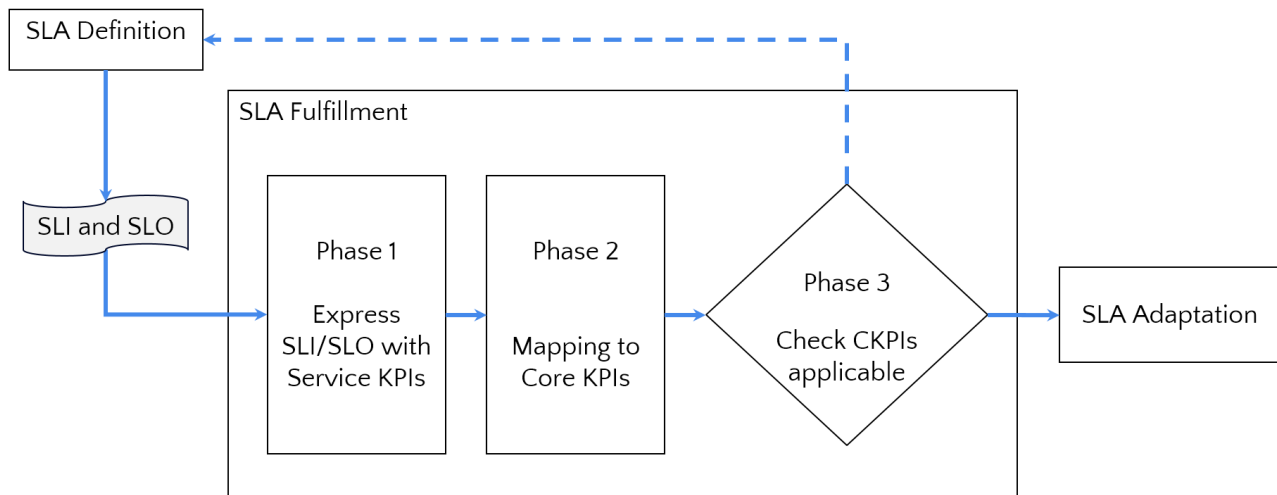 SLA Definition
SLA Fulfillment
SLI and SLO
Phase 1
Express
SLI/SLO with
Service KPIs
Phase 2
Mapping to
Core KPIs
Phase 3
Check CKPIs
applicable
SLA Adaptation